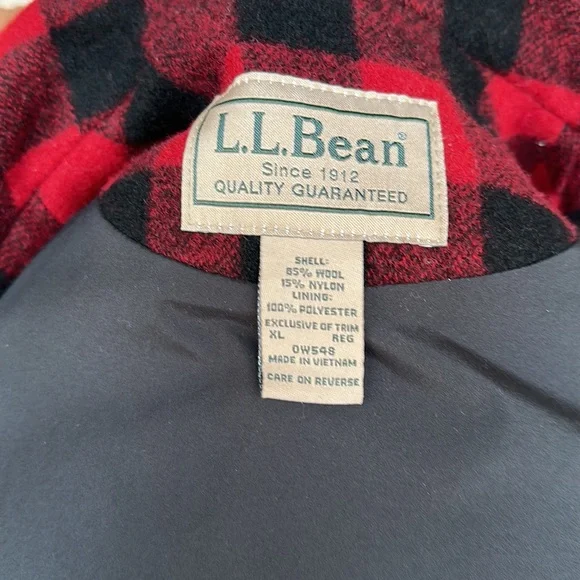 L.L.Bean®
Since 1912
QUALITY GUARANTEED
SHELL:
85% WOOL
15% NYLON
LINING:
100% POLYESTER
EXCLUSIVE OF TRIM
XL REG
0W548
MADE IN VIETNAM
CARE ON REVERSE